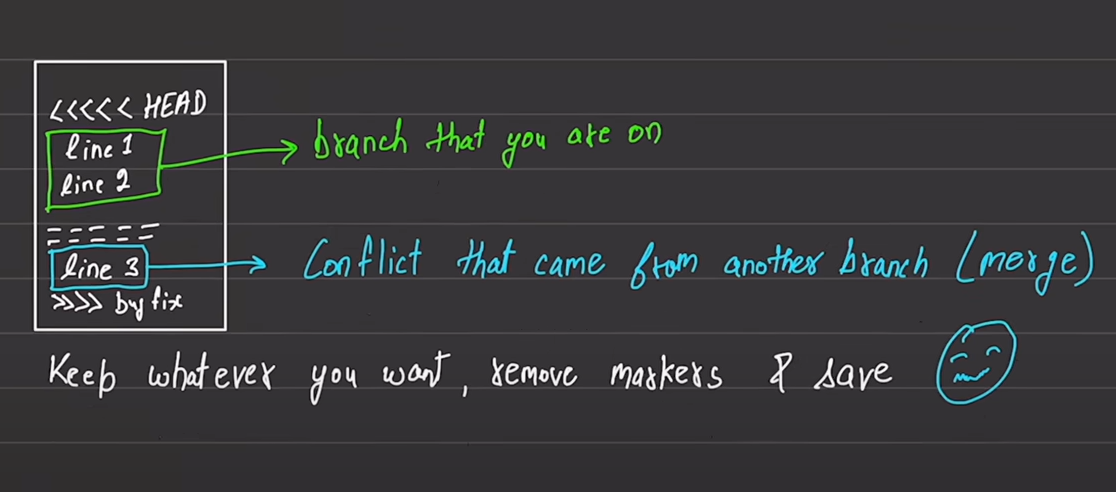 <<<<< HEAD
line 1
line 2
branch that you are on
=====
line 3
Conflict that came from another branch (merge)
>>>> bug fix
Keep whatever you want, remove markers & save